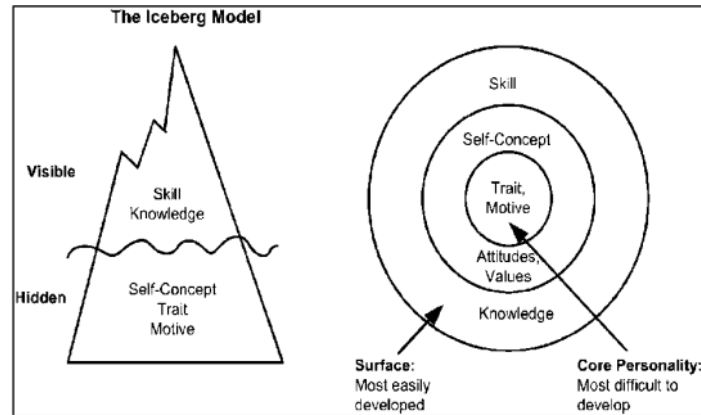 The Iceberg Model
Visible
Skill
Knowledge
Hidden
Self-Concept
Trait
Motive
Skill
Self-Concept
Trait,
Motive
Attitudes,
Values
Knowledge
Surface:
Most easily
developed
Core Personality:
Most difficult to
develop